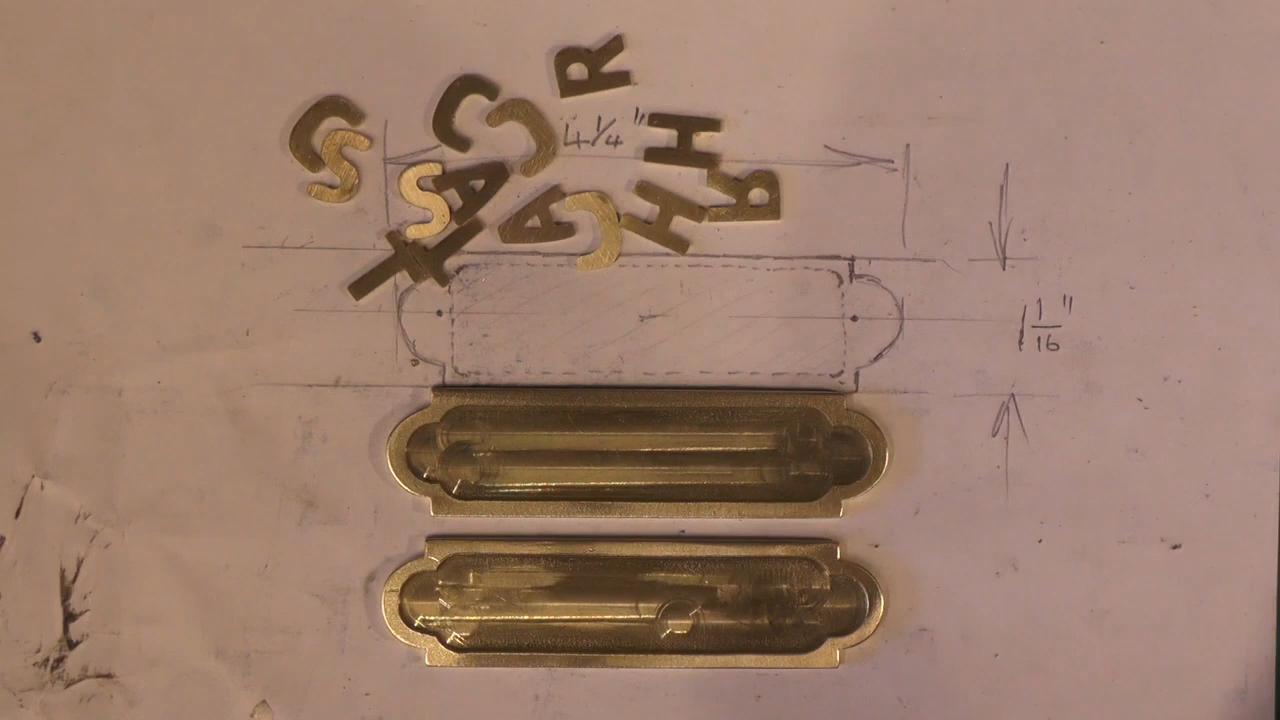 R
C C 4 1/4" H
C S
S A A C H R
T T
1 1/16"